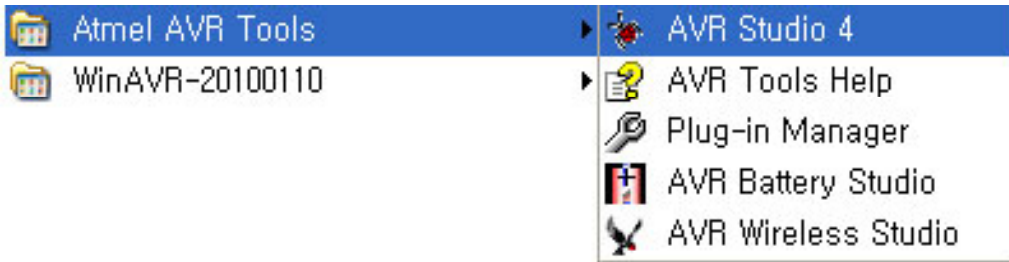 Atmel AVR Tools
WinAVR-20100110
AVR Studio 4
AVR Tools Help
Plug-in Manager
AVR Battery Studio
AVR Wireless Studio